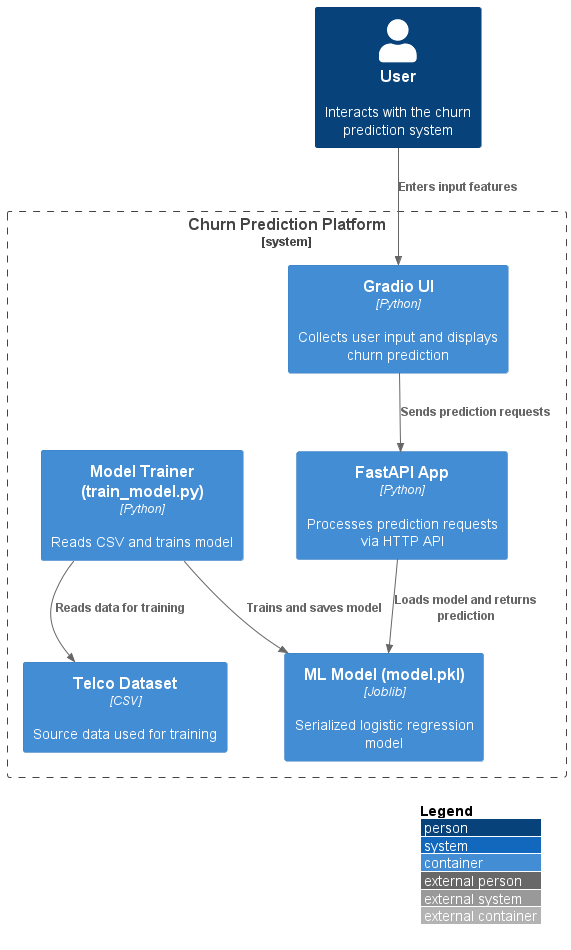 User
Interacts with the churn
prediction system
Enters input features
Churn Prediction Platform
[system]
Gradio UI
[Python]
Collects user input and displays
churn prediction
Sends prediction requests
Model Trainer
(train_model.py)
[Python]
Reads CSV and trains model
FastAPI App
[Python]
Processes prediction requests
via HTTP API
Reads data for training
Trains and saves model
Loads model and returns
prediction
Telco Dataset
[CSV]
Source data used for training
ML Model (model.pkl)
[Joblib]
Serialized logistic regression
model
Legend
person
system
container
external person
external system
external container